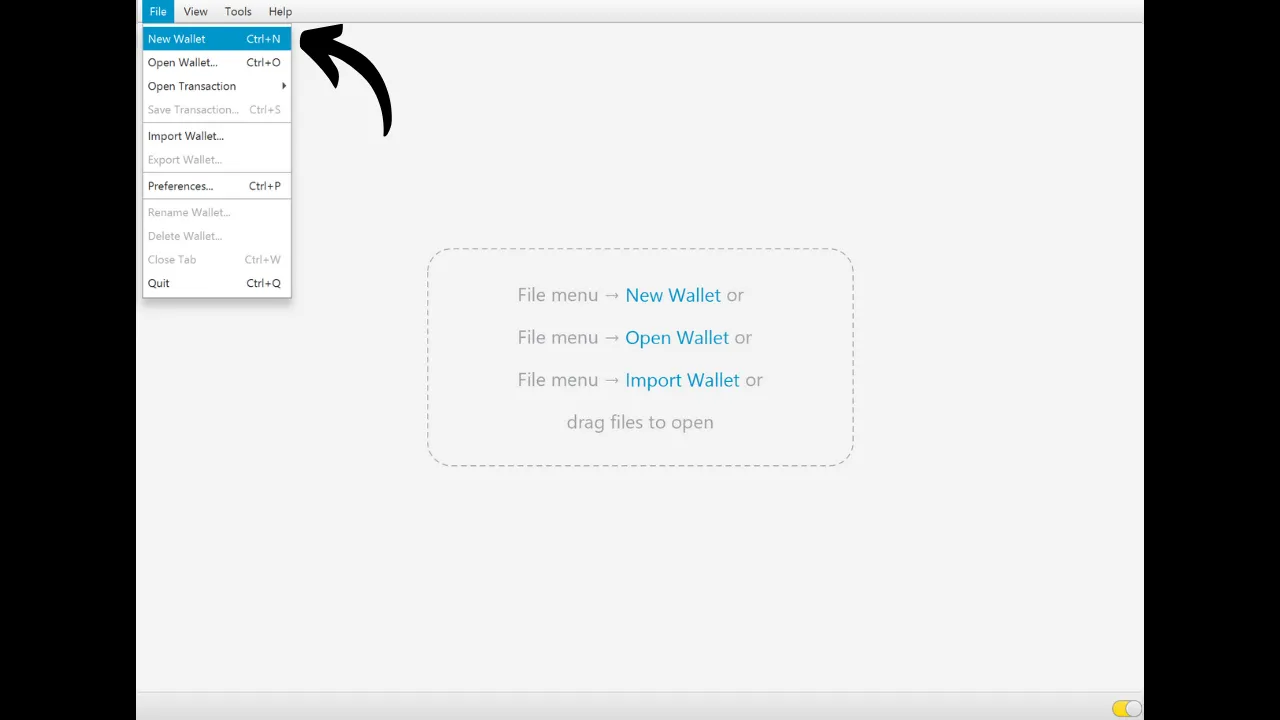 File View Tools Help
New Wallet Ctrl+N
Open Wallet... Ctrl+O
Open Transaction
Save Transaction... Ctrl+S
Import Wallet...
Export Wallet...
Preferences... Ctrl+P
Rename Wallet...
Delete Wallet...
Close Tab Ctrl+W
Quit Ctrl+Q
File menu → New Wallet or
File menu → Open Wallet or
File menu → Import Wallet or
drag files to open